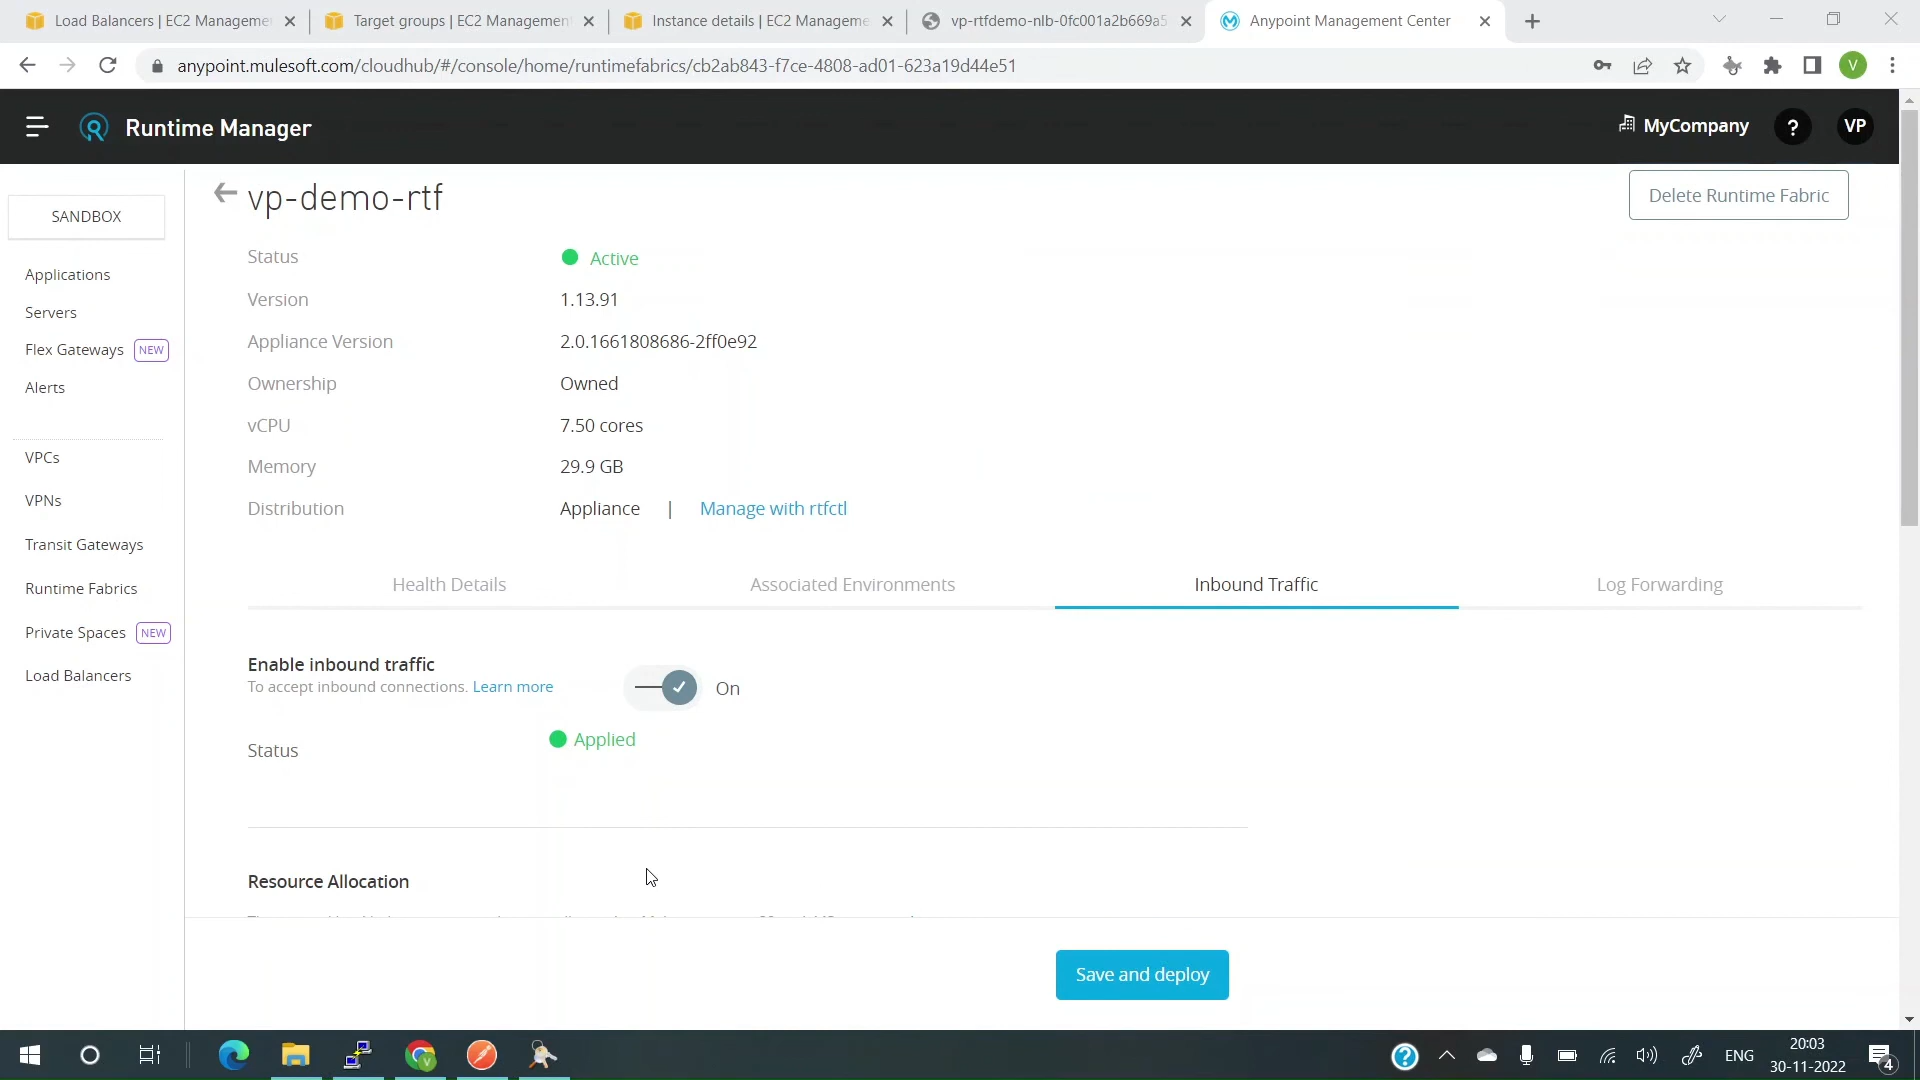 Load Balancers | EC2 Manageme
Target groups | EC2 Management
Instance details | EC2 Manageme
vp-rtfdemo-nlb-0fc001a2b669a5
Anypoint Management Center
anypoint.mulesoft.com/cloudhub/#/console/home/runtimefabrics/cb2ab843-f7ce-4808-ad01-623a19d44e51
V
Runtime Manager
MyCompany
?
VP
SANDBOX
Applications
Servers
Flex Gateways NEW
Alerts
VPCs
VPNs
Transit Gateways
Runtime Fabrics
Private Spaces NEW
Load Balancers
vp-demo-rtf
Delete Runtime Fabric
Status Active
Version 1.13.91
Appliance Version 2.0.1661808686-2ff0e92
Ownership Owned
vCPU 7.50 cores
Memory 29.9 GB
Distribution Appliance | Manage with rtfctl
Health Details
Associated Environments
Inbound Traffic
Log Forwarding
Enable inbound traffic
To accept inbound connections. Learn more
On
Status Applied
Resource Allocation
Save and deploy
ENG
20:03
30-11-2022
4